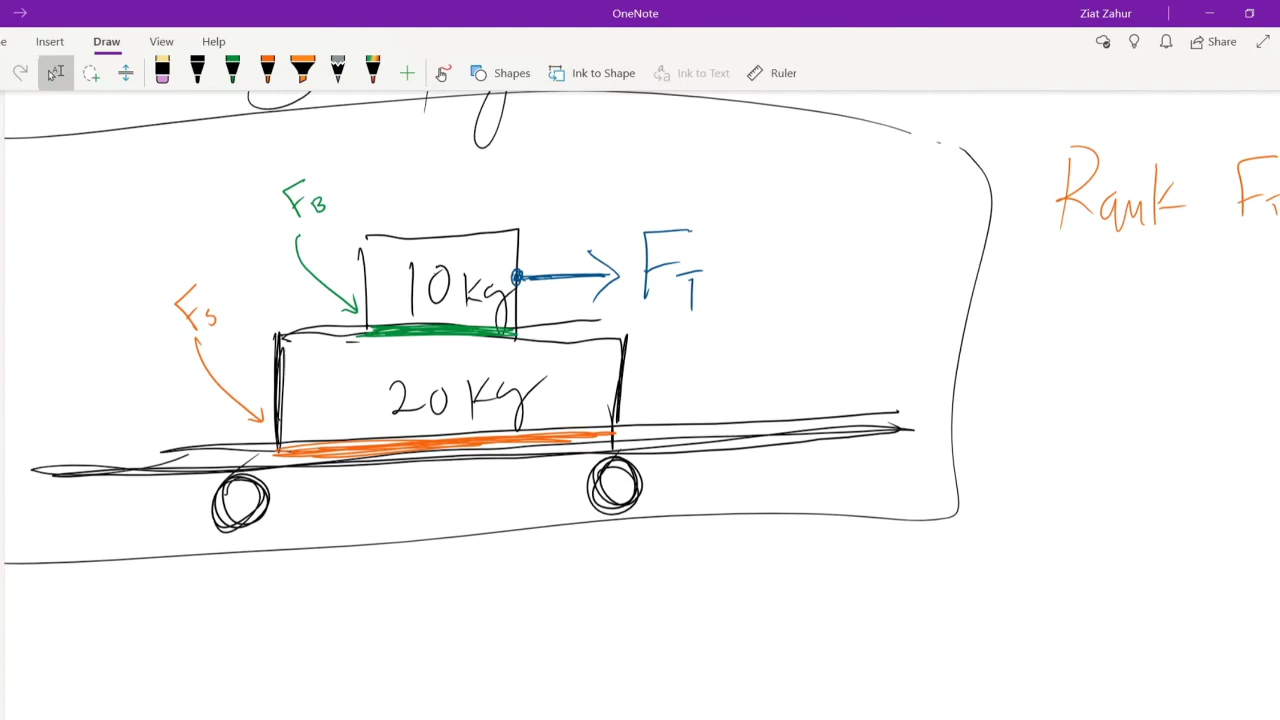 OneNote
Ziat Zahur
Insert
Draw
View
Help
Share
Shapes
Ink to Shape
Ink to Text
Ruler
Rank
FB
FT
10 kg
FS
20 kg